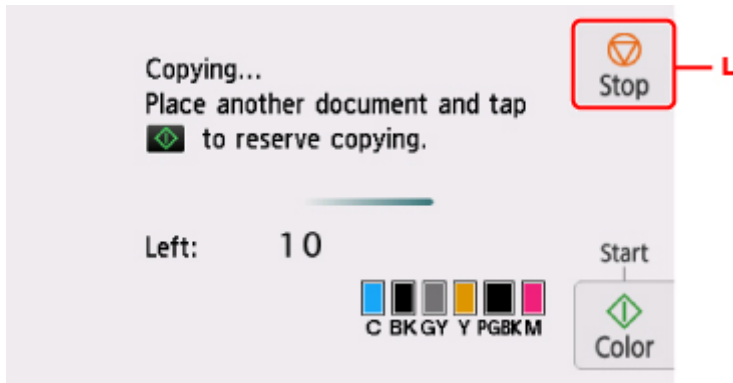 Copying...
Place another document and tap
to reserve copying.
Stop
L
Left: 10
Start
Color
C BK GY Y PGBK M